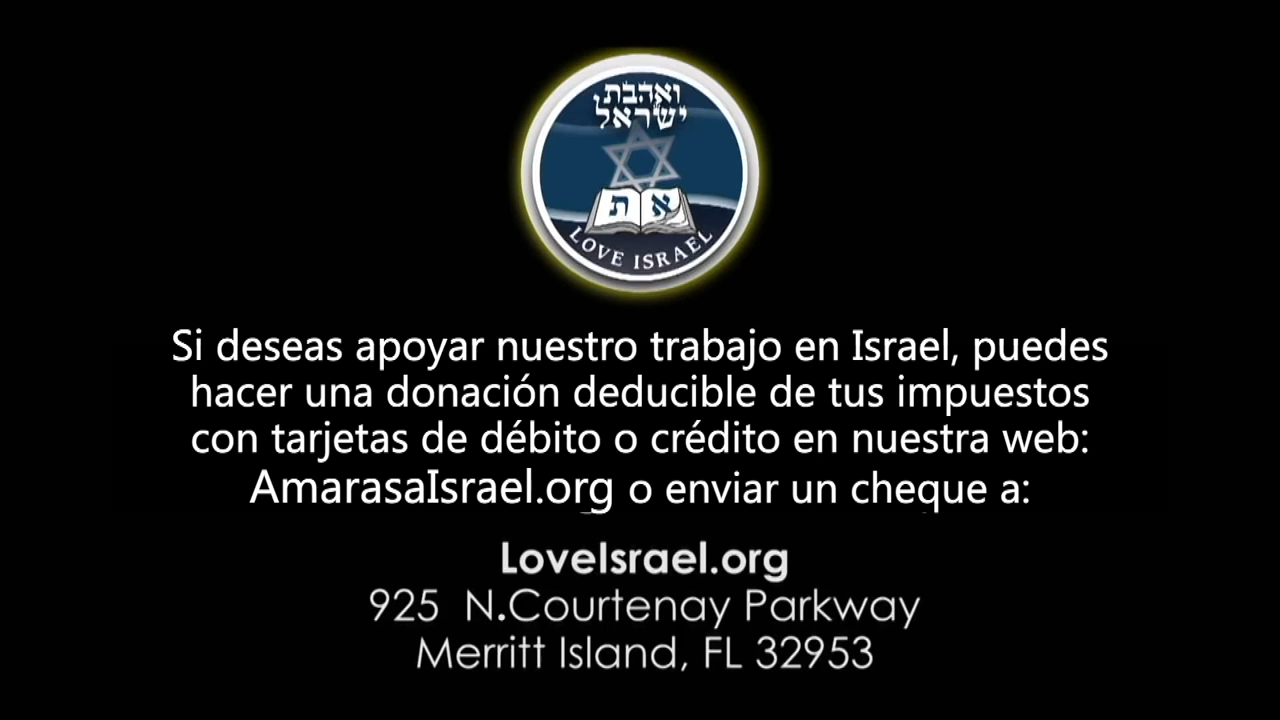 ואהבת
ישראל
ת א
LOVE ISRAEL
Si deseas apoyar nuestro trabajo en Israel, puedes
hacer una donación deducible de tus impuestos
con tarjetas de débito o crédito en nuestra web:
AmarasaIsrael.org o enviar un cheque a:
LoveIsrael.org
925 N.Courtenay Parkway
Merritt Island, FL 32953